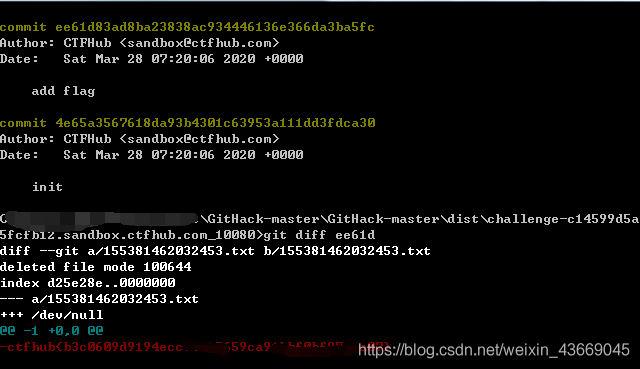 commit ee61d83ad8ba23838ac934446136e366da3ba5fc
Author: CTFHub <sandbox@ctfhub.com>
Date:   Sat Mar 28 07:20:06 2020 +0000
add flag
commit 4e65a3567618da93b4301c63953a111dd3fdca30
Author: CTFHub <sandbox@ctfhub.com>
Date:   Sat Mar 28 07:20:06 2020 +0000
init
\GitHack-master\GitHack-master\dist\challenge-c14599d5a
5fcfb12.sandbox.ctfhub.com_10080>git diff ee61d
diff --git a/155381462032453.txt b/155381462032453.txt
deleted file mode 100644
index d25e28e..0000000
--- a/155381462032453.txt
+++ /dev/null
@@ -1 +0,0 @@
-ctfhub{b3c0609d9194ecc
https://blog.csdn.net/weixin_43669045